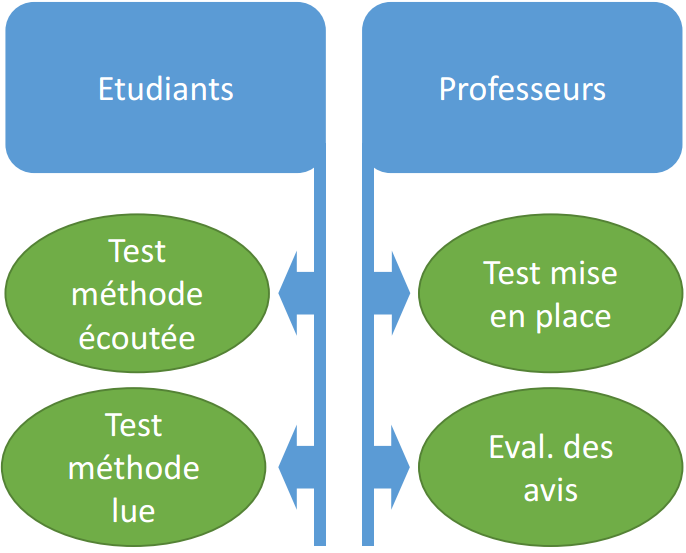 Etudiants
Professeurs
Test
méthode
écoutée
Test mise
en place
Test
méthode
lue
Eval. des
avis